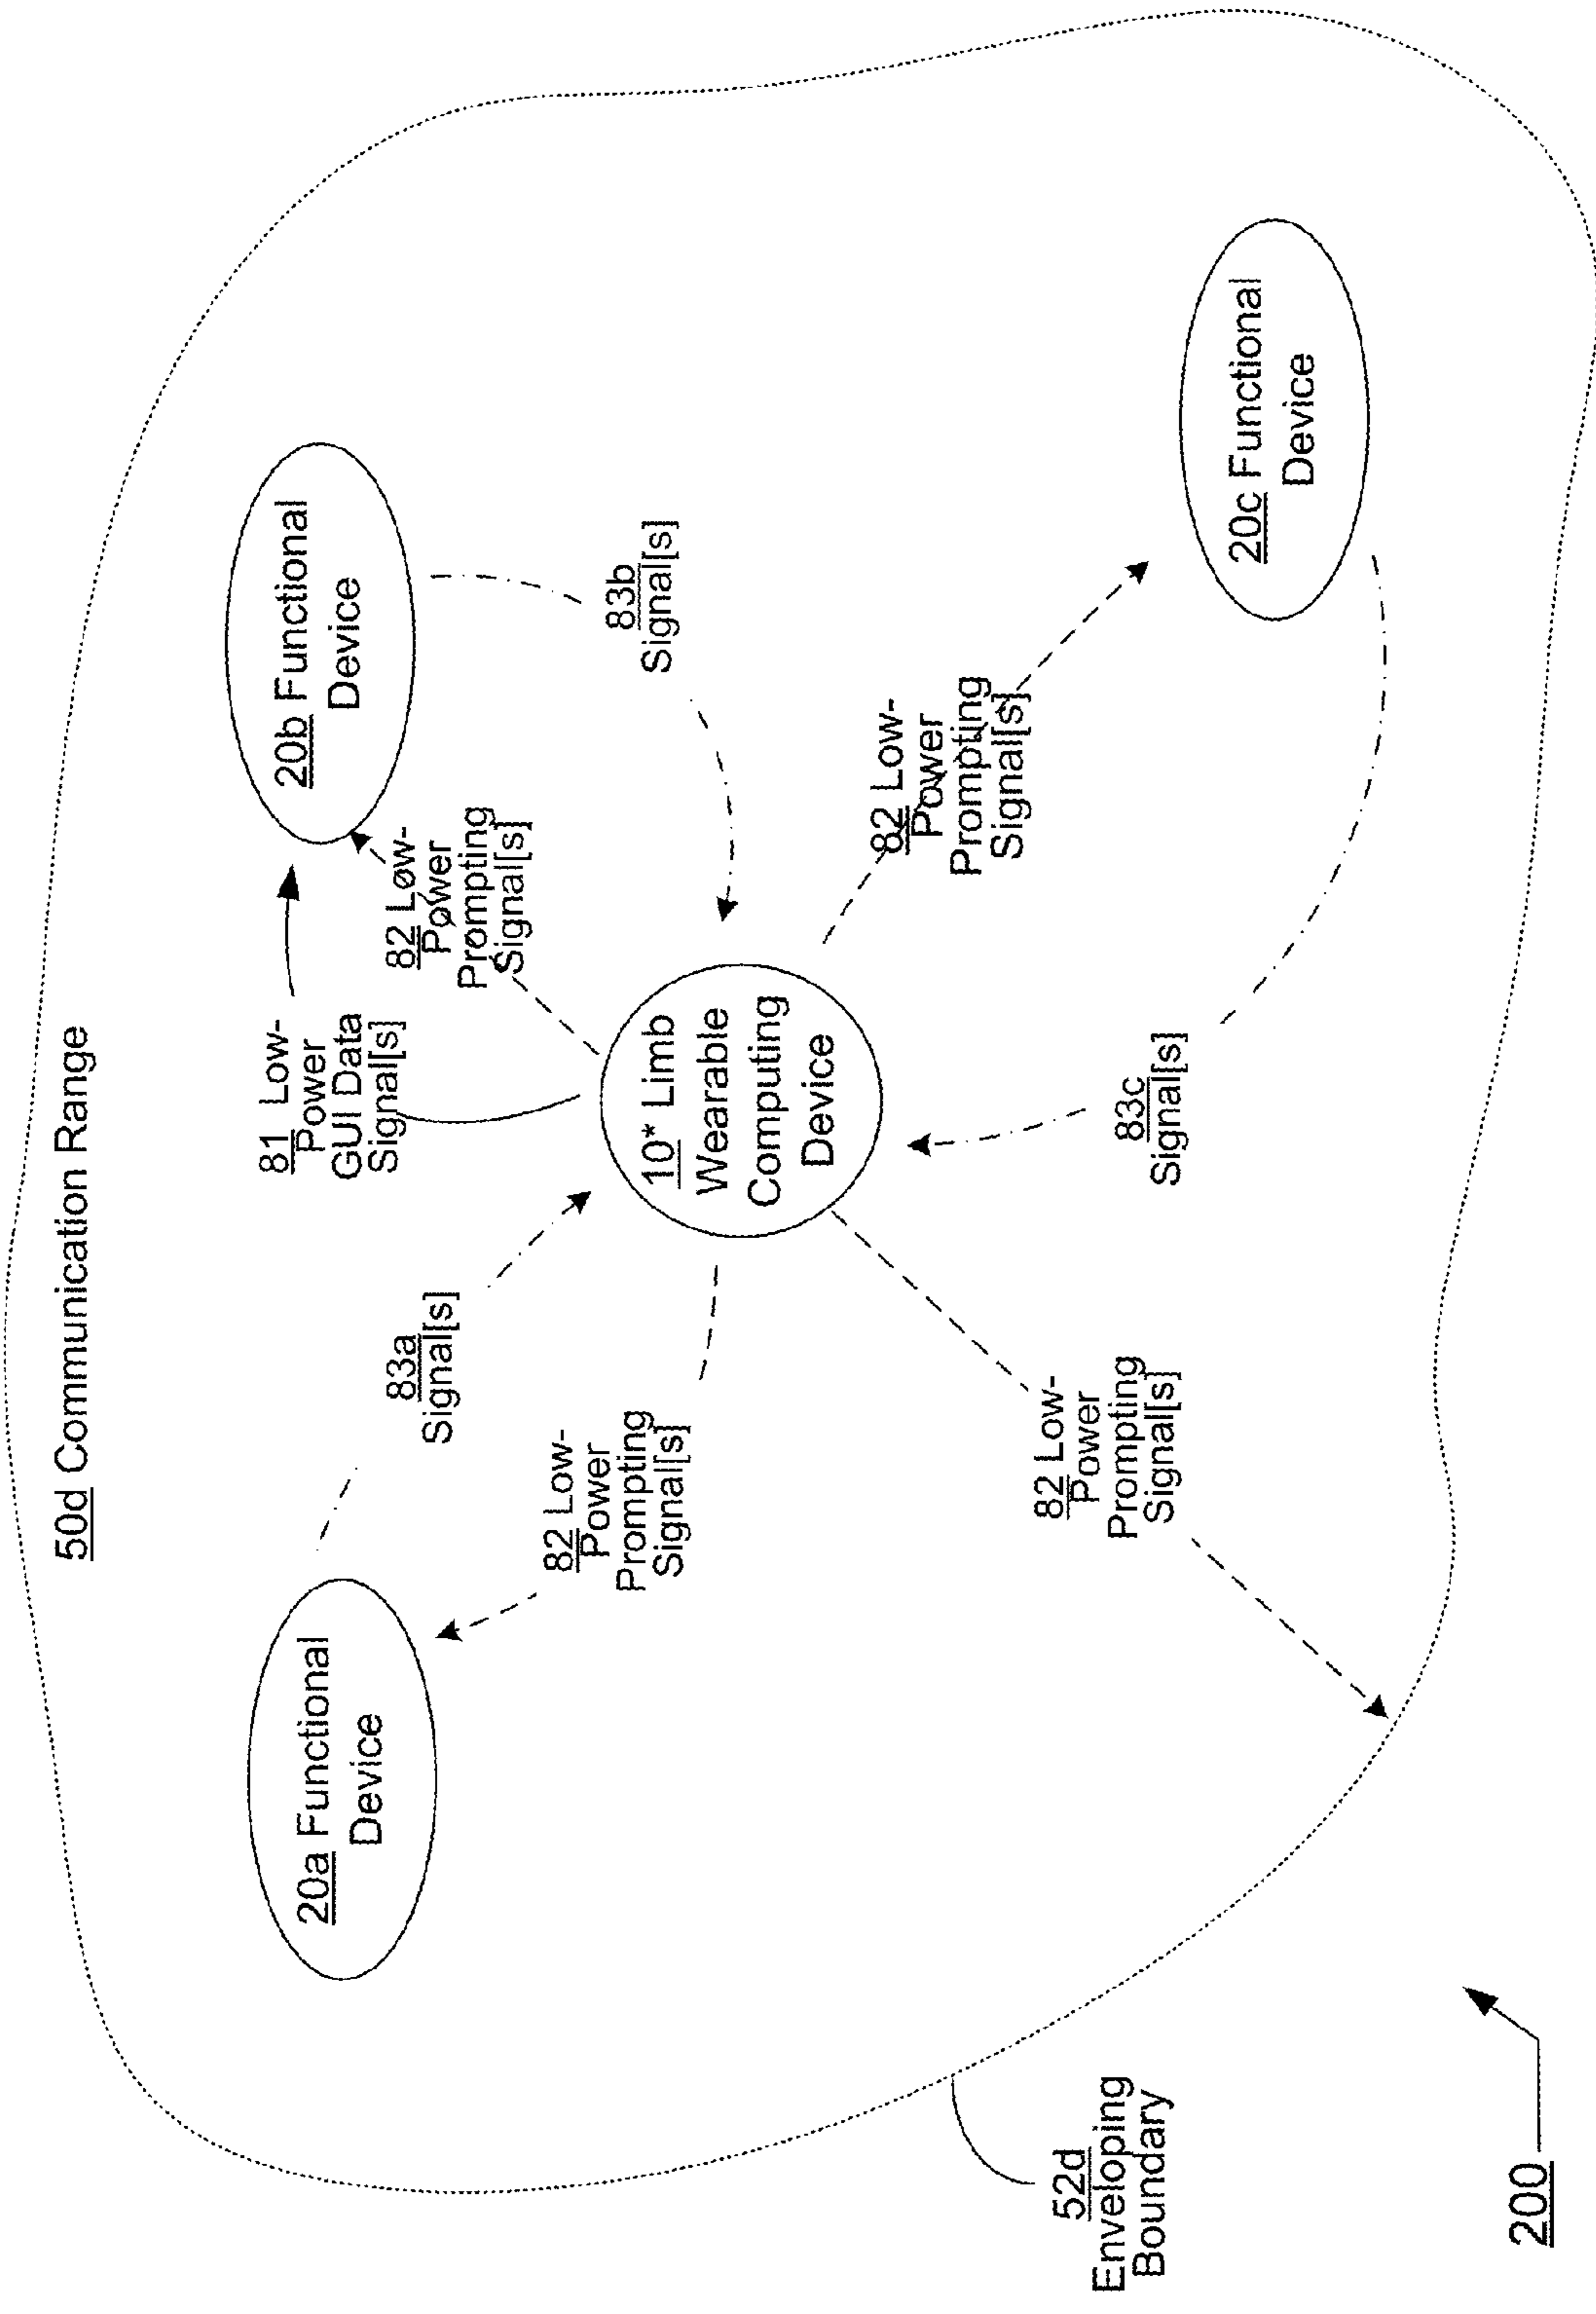 50d Communication Range
20a Functional
Device
83a
Signal[s]
81 Low-
Power
GUI Data
Signal[s]
82 Low-
Power
Prompting
Signal[s]
20b Functional
Device
82 Low-
Power
Prompting
Signal[s]
83b
Signal[s]
10* Limb
Wearable
Computing
Device
82 Low-
Power
Prompting
Signal[s]
82 Low-
Power
Prompting
Signal[s]
83c
Signal[s]
20c Functional
Device
52d
Enveloping
Boundary
200